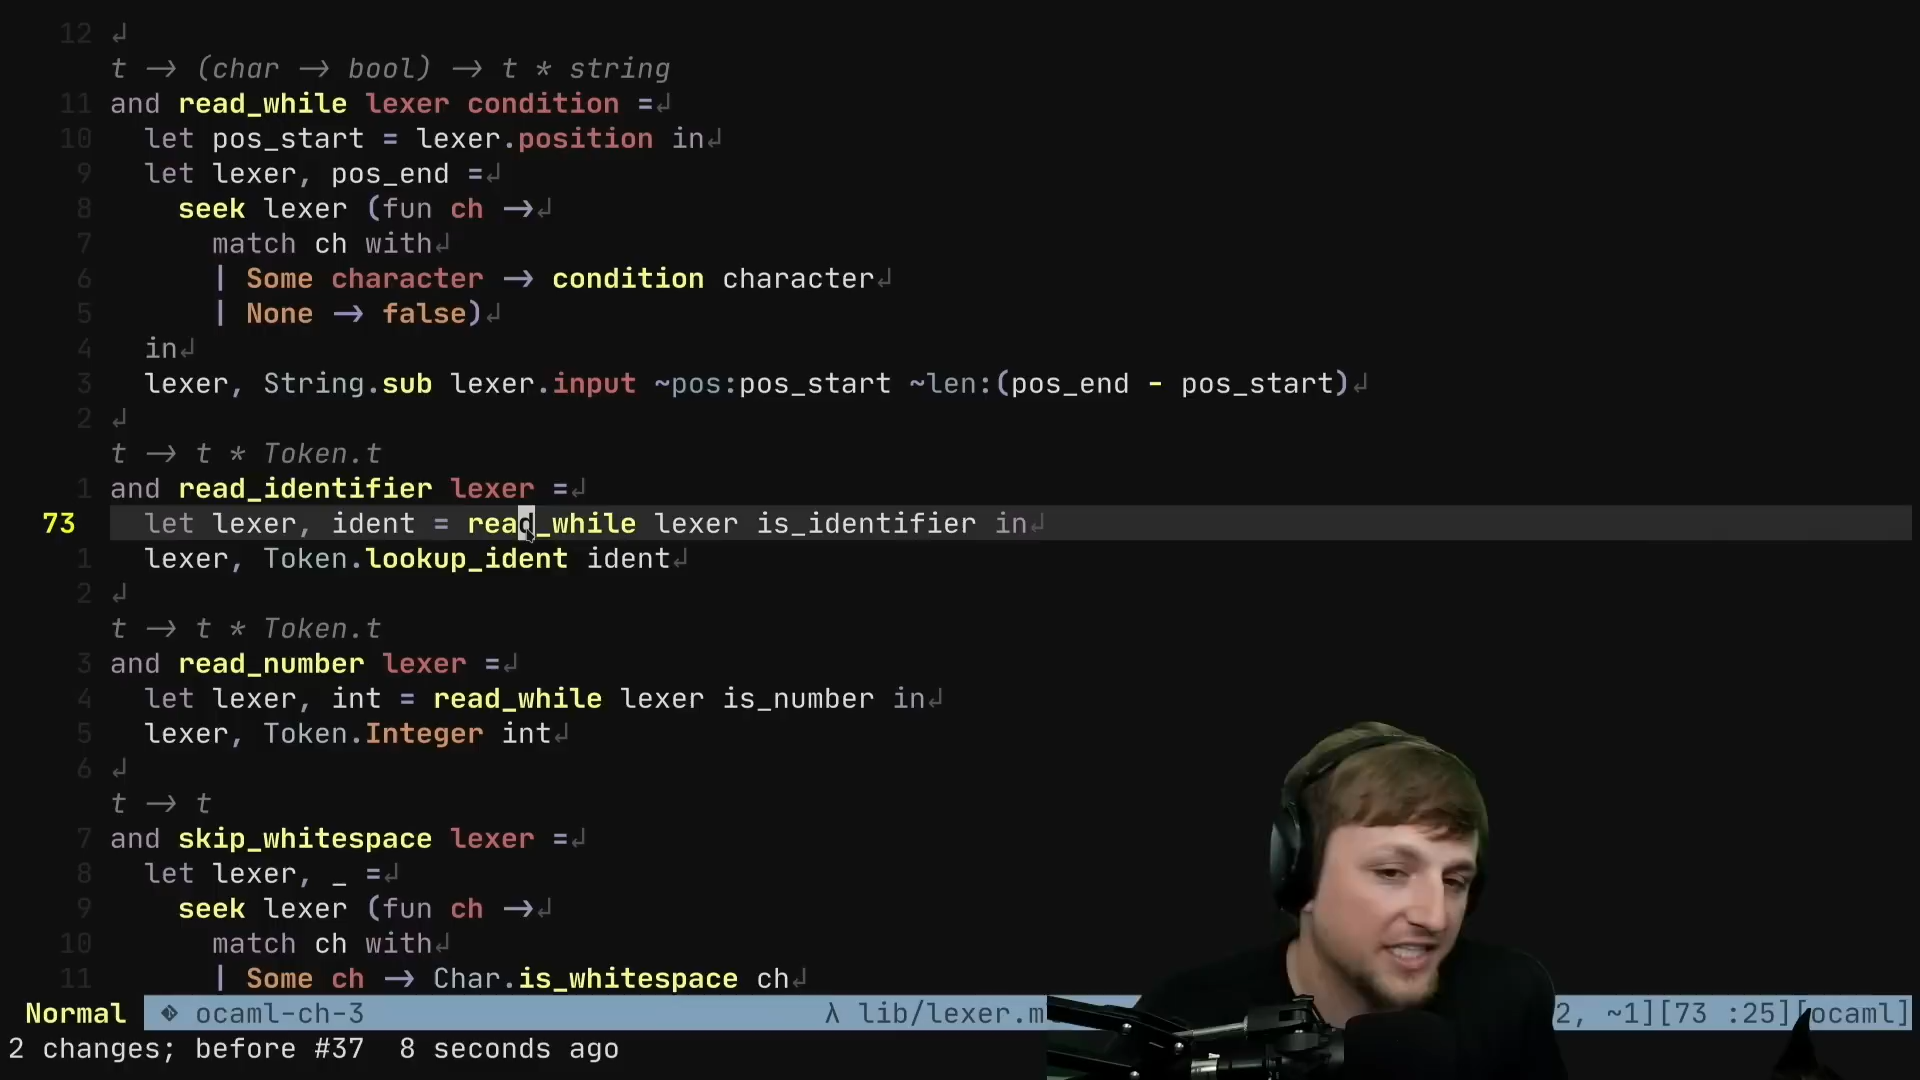 12 ↲
t → (char → bool) → t * string
11 and read_while lexer condition =↲
10 let pos_start = lexer.position in↲
9 let lexer, pos_end =↲
8 seek lexer (fun ch →↲
7 match ch with↲
6 | Some character → condition character↲
5 | None → false)↲
4 in↲
3 lexer, String.sub lexer.input ~pos:pos_start ~len:(pos_end - pos_start)↲
2 ↲
t → t * Token.t
1 and read_identifier lexer =↲
73 let lexer, ident = read_while lexer is_identifier in↲
1 lexer, Token.lookup_ident ident↲
2 ↲
t → t * Token.t
3 and read_number lexer =↲
4 let lexer, int = read_while lexer is_number in↲
5 lexer, Token.Integer int↲
6 ↲
t → t
7 and skip_whitespace lexer =↲
8 let lexer, _ =↲
9 seek lexer (fun ch →↲
10 match ch with↲
11 | Some ch → Char.is_whitespace ch↲
Normal ocaml-ch-3 λ lib/lexer.m 2, ~1][73 :25][ocaml]
2 changes; before #37 8 seconds ago